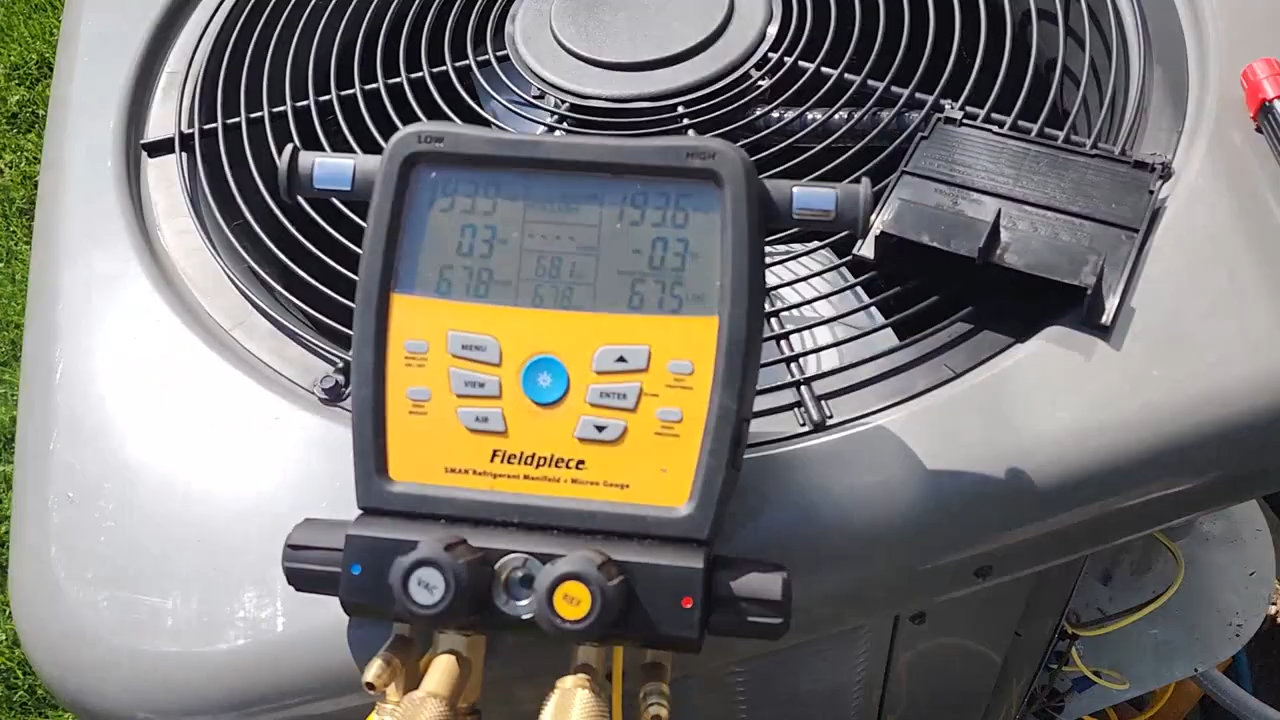 LOW
HIGH
193.9
193.6
0.3
-0.3
68.1
67.8
67.8
67.5
MENU
VIEW
ENTER
AIR
Fieldpiece
SMAN Refrigerant Manifold + Micron Gauge
VAC
REF